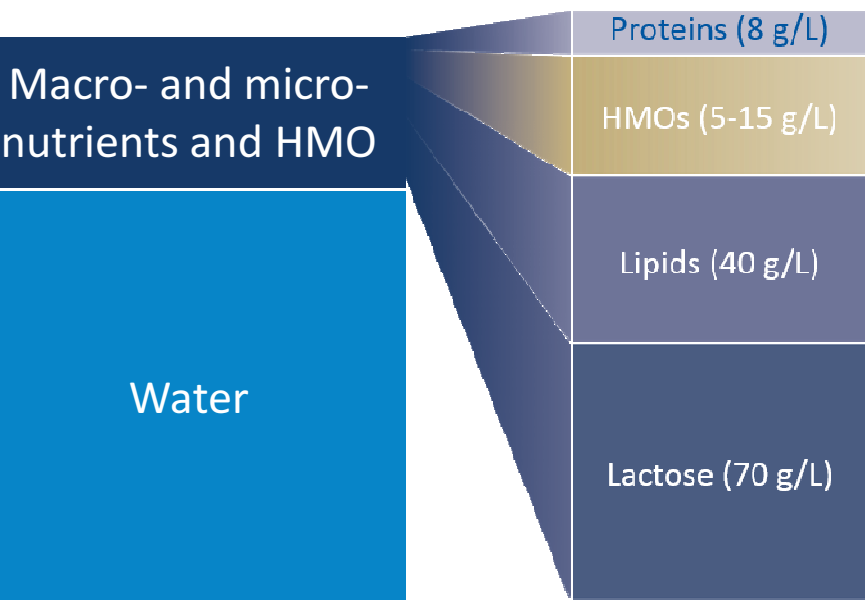 Macro- and micro-
nutrients and HMO
Water
Proteins (8 g/L)
HMOs (5-15 g/L)
Lipids (40 g/L)
Lactose (70 g/L)